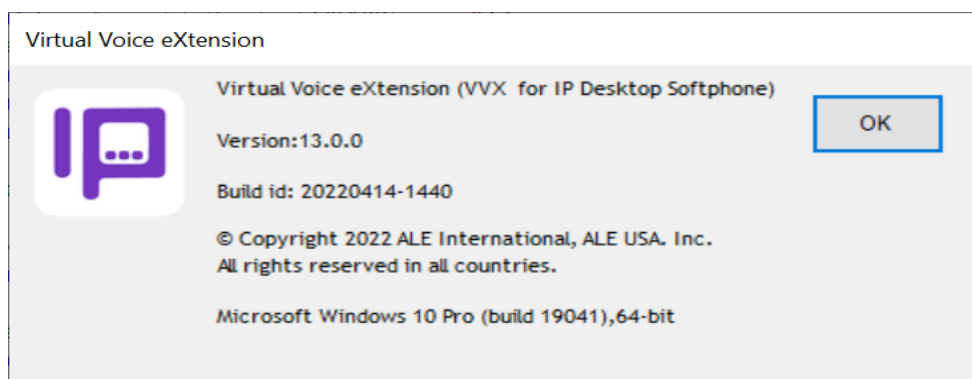 Virtual Voice eXtension
Virtual Voice eXtension (VVX for IP Desktop Softphone)
OK
Version:13.0.0
Build id: 20220414-1440
© Copyright 2022 ALE International, ALE USA. Inc.
All rights reserved in all countries.
Microsoft Windows 10 Pro (build 19041),64-bit